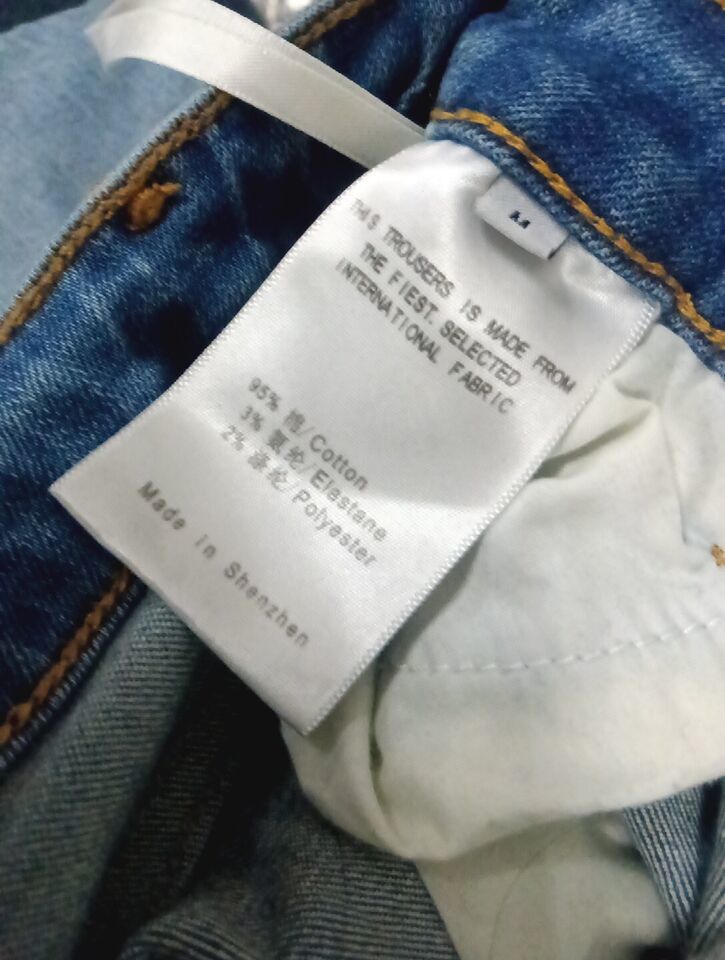 M
THIS TROUSERS IS MADE FROM
THE FIEST. SELECTED
INTERNATIONAL FABRIC
95% 棉/Cotton
3% 氨纶/Elastane
2% 涤纶/Polyester
Made in Shenzhen